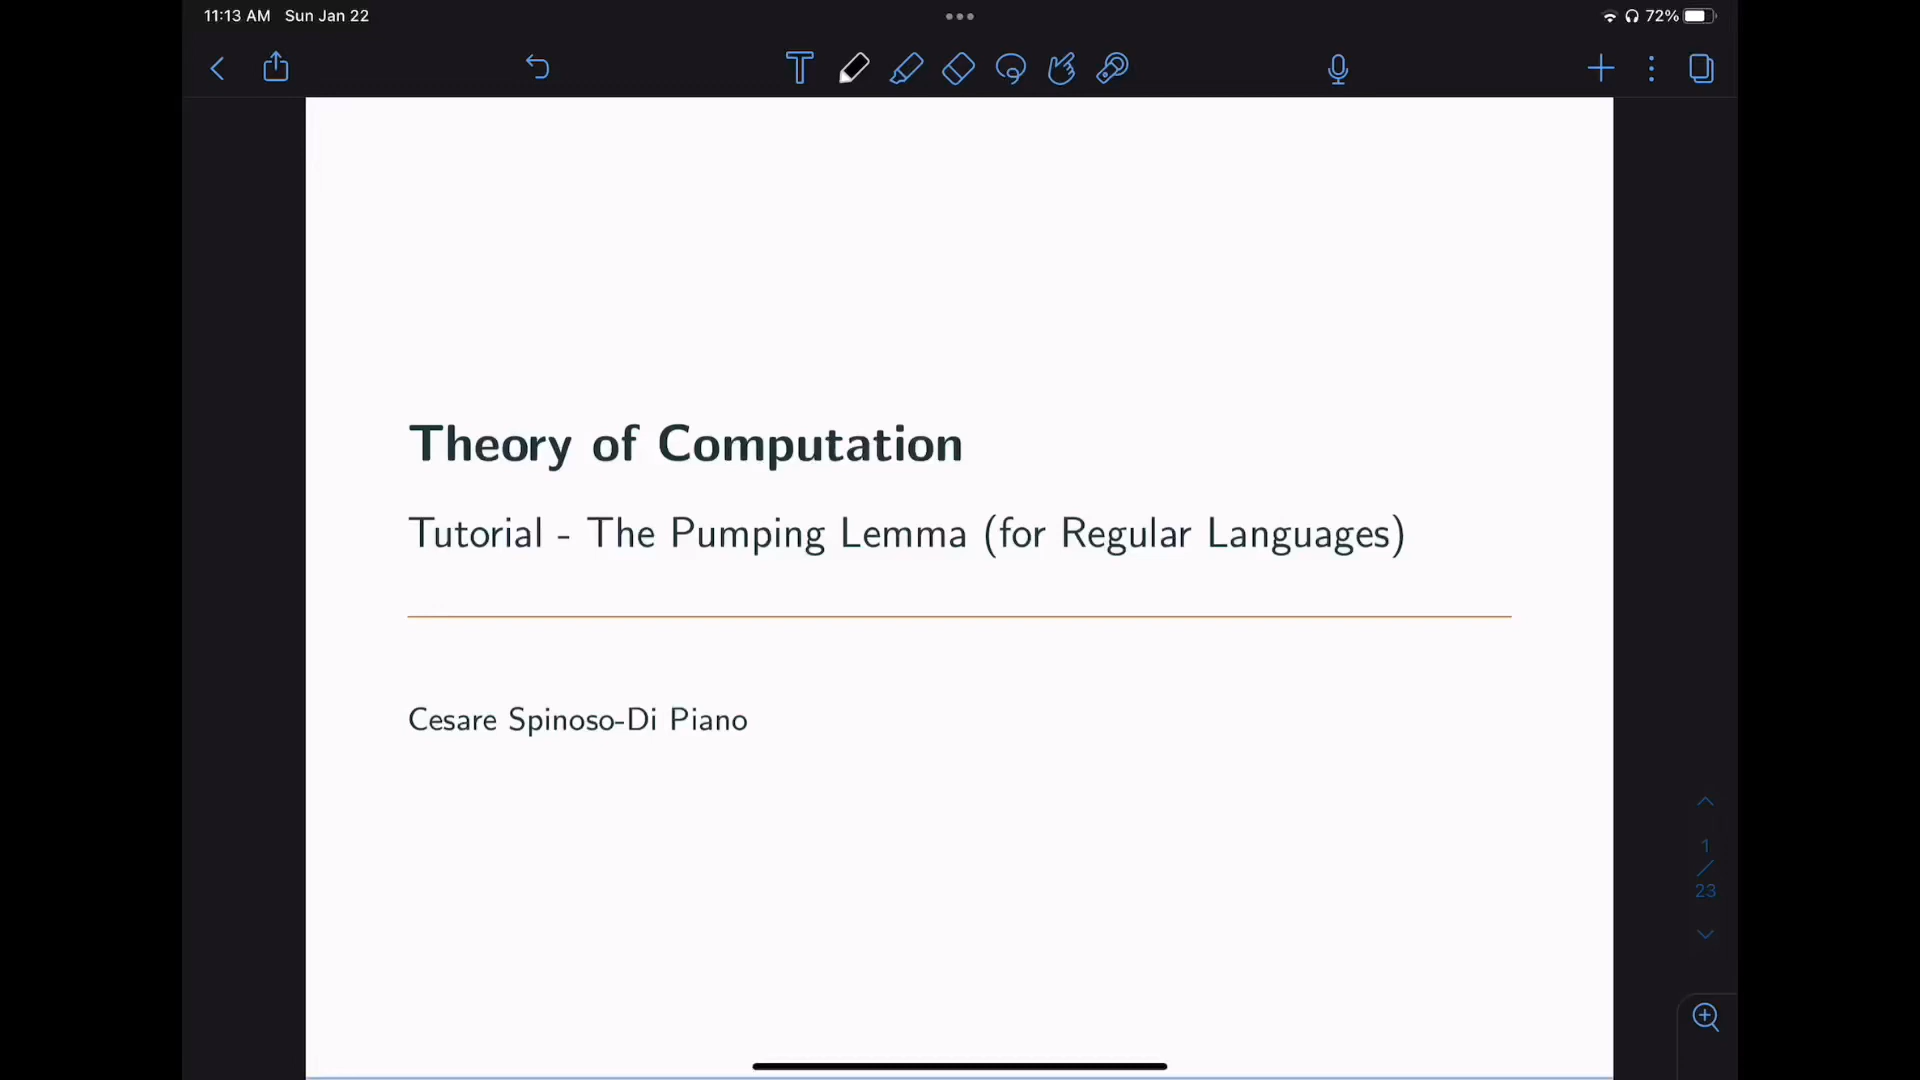 11:13 AM Sun Jan 22
72%
Theory of Computation
Tutorial - The Pumping Lemma (for Regular Languages)
Cesare Spinoso-Di Piano
1
/
23